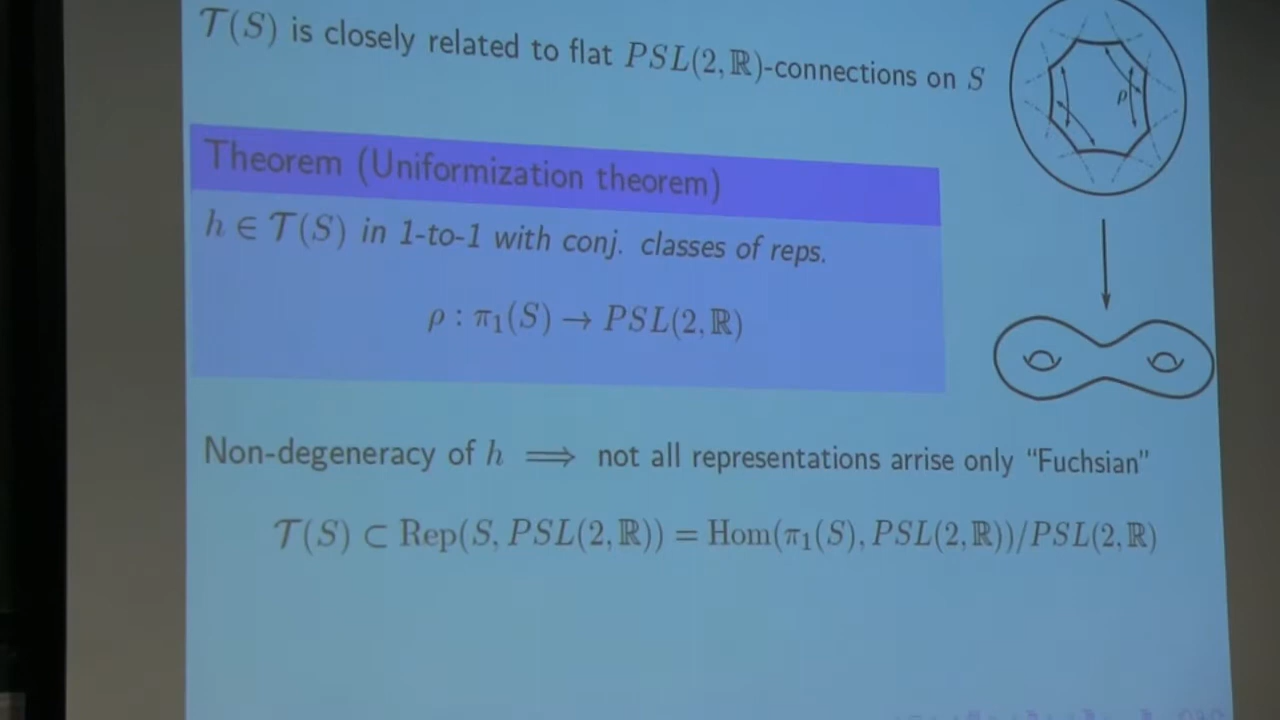 𝒯(S) is closely related to flat PSL(2, ℝ)-connections on S
ρ
Theorem (Uniformization theorem)
h ∈ 𝒯(S) in 1-to-1 with conj. classes of reps.
ρ : π₁(S) → PSL(2, ℝ)
Non-degeneracy of h ⟹ not all representations arrise only “Fuchsian”
𝒯(S) ⊂ Rep(S, PSL(2, ℝ)) = Hom(π₁(S), PSL(2, ℝ))/PSL(2, ℝ)